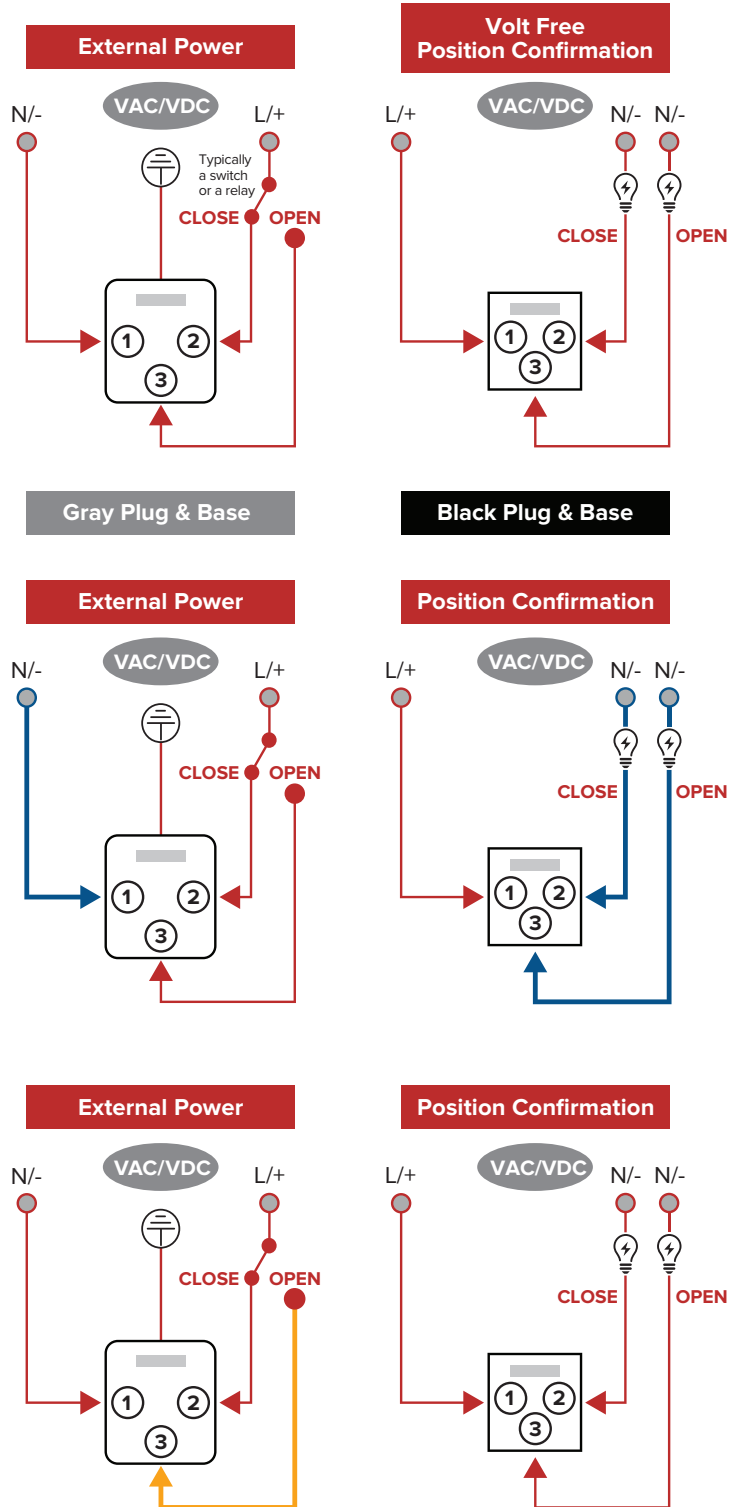 External Power
VAC/VDC
N/-
L/+
Typically
a switch
or a relay
CLOSE
OPEN
1
2
3
Volt Free
Position Confirmation
VAC/VDC
L/+
N/-
N/-
CLOSE
OPEN
1
2
3
Gray Plug & Base
Black Plug & Base
External Power
VAC/VDC
N/-
L/+
CLOSE
OPEN
1
2
3
Position Confirmation
VAC/VDC
L/+
N/-
N/-
CLOSE
OPEN
1
2
3
External Power
VAC/VDC
N/-
L/+
CLOSE
OPEN
1
2
3
Position Confirmation
VAC/VDC
L/+
N/-
N/-
CLOSE
OPEN
1
2
3